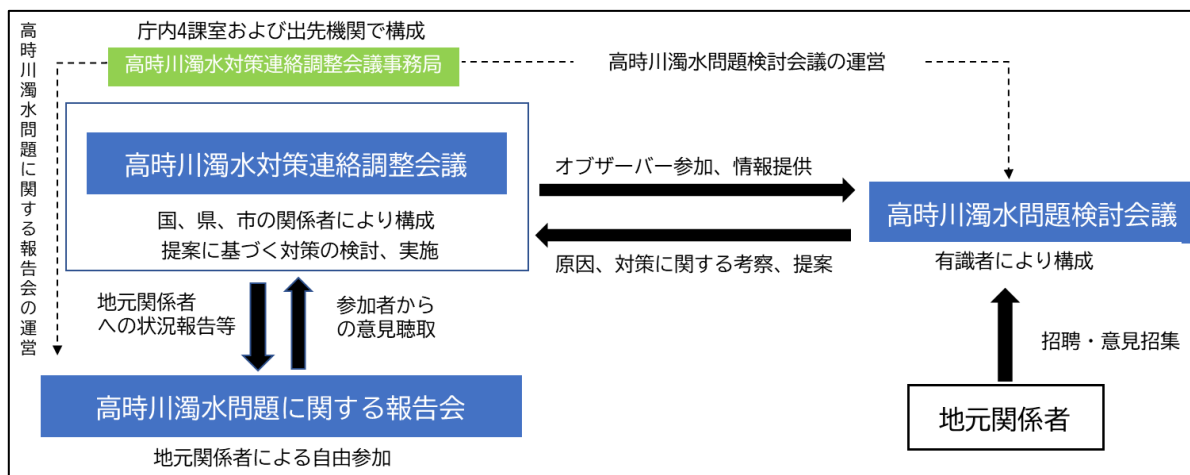 高時川濁水問題に関する報告会の運営
庁内4課室および出先機関で構成
高時川濁水対策連絡調整会議事務局
高時川濁水問題検討会議の運営
高時川濁水対策連絡調整会議
国、県、市の関係者により構成
提案に基づく対策の検討、実施
オブザーバー参加、情報提供
原因、対策に関する考察、提案
高時川濁水問題検討会議
有識者により構成
地元関係者
への状況報告等
参加者から
の意見聴取
招聘・意見招集
高時川濁水問題に関する報告会
地元関係者による自由参加
地元関係者